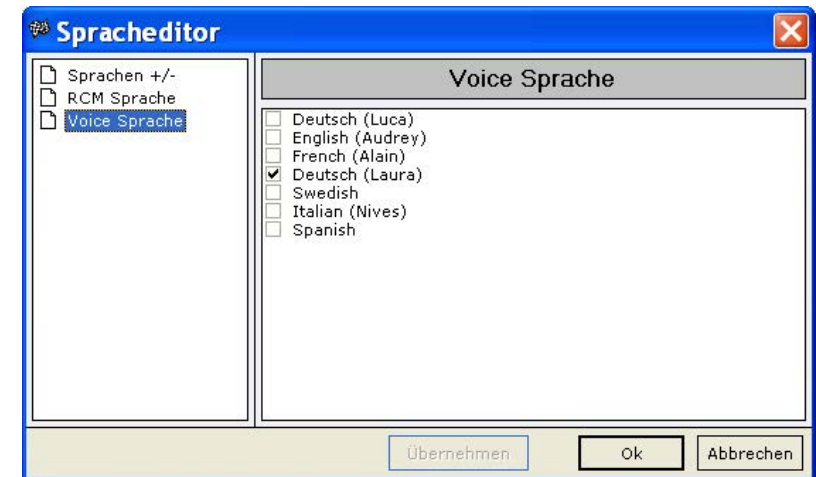 Spracheditor
Sprachen +/-
RCM Sprache
Voice Sprache
Voice Sprache
Deutsch (Luca)
English (Audrey)
French (Alain)
Deutsch (Laura)
Swedish
Italian (Nives)
Spanish
Übernehmen
Ok
Abbrechen